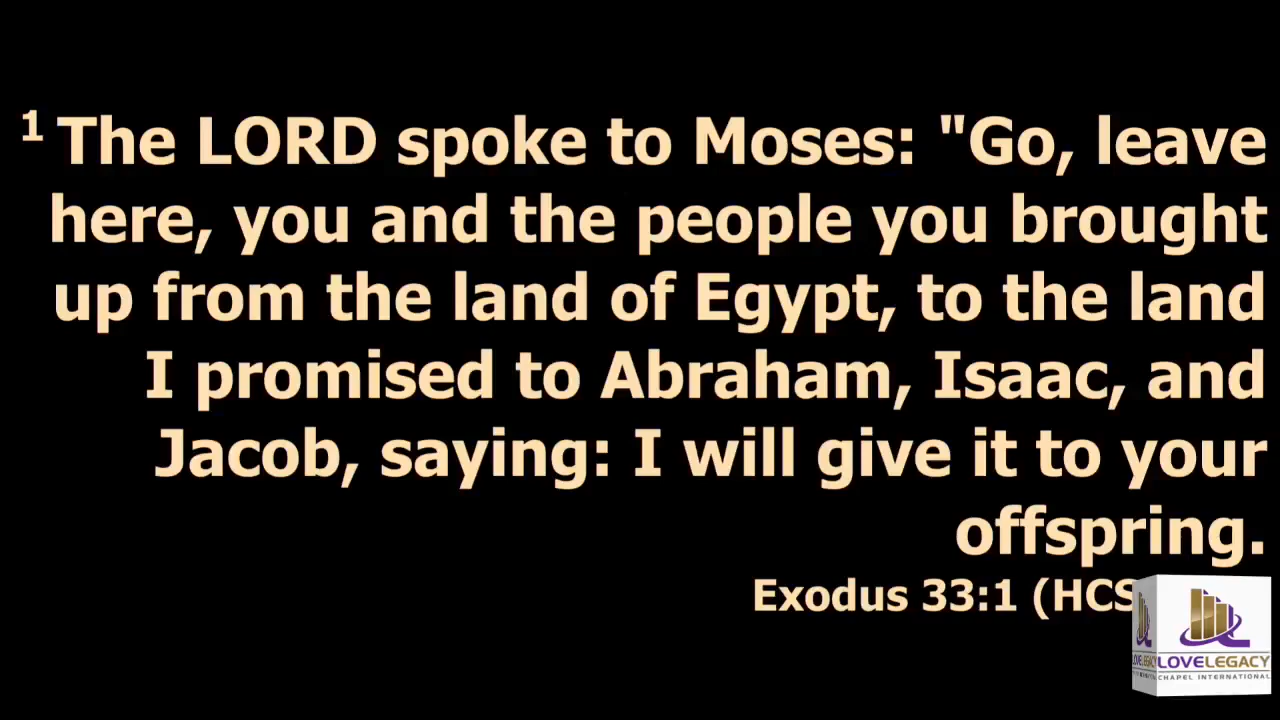 1 The LORD spoke to Moses: "Go, leave
here, you and the people you brought
up from the land of Egypt, to the land
I promised to Abraham, Isaac, and
Jacob, saying: I will give it to your
offspring.
Exodus 33:1 (HCS
LOVELEGACY
CHAPEL INTERNATIONAL